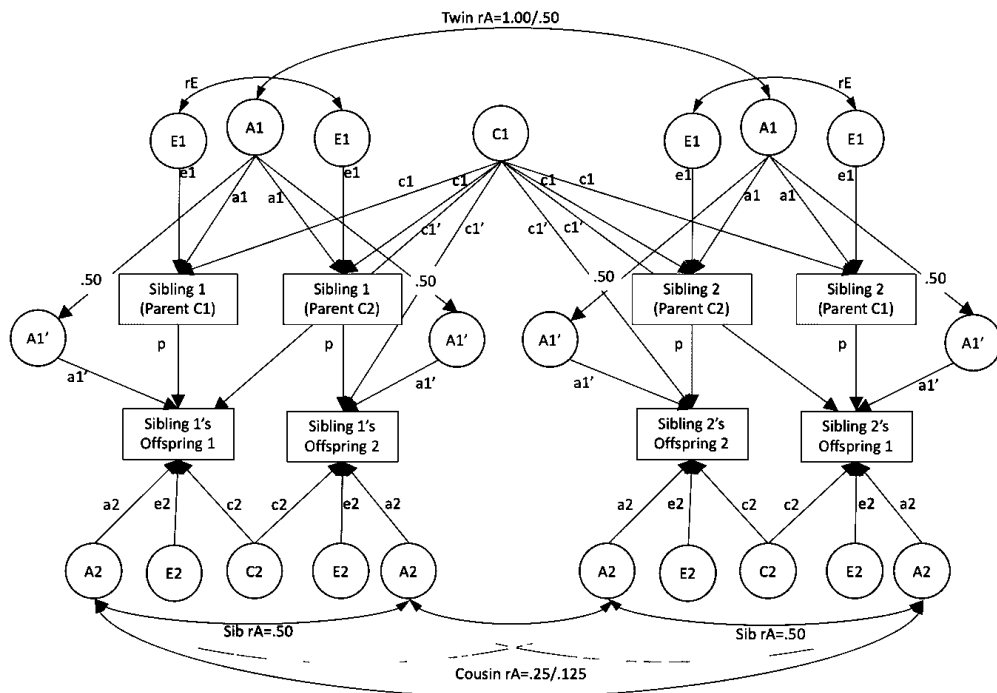 Twin rA=1.00/.50
rE
rE
E1
A1
E1
C1
E1
A1
E1
e1
e1
e1
e1
a1
a1
c1
c1
c1
c1
a1
a1
c1'
c1'
c1'
c1'
.50
.50
.50
.50
Sibling 1
(Parent C1)
Sibling 1
(Parent C2)
Sibling 2
(Parent C2)
Sibling 2
(Parent C1)
A1'
A1'
A1'
A1'
p
p
p
p
a1'
a1'
a1'
a1'
Sibling 1's
Offspring 1
Sibling 1's
Offspring 2
Sibling 2's
Offspring 2
Sibling 2's
Offspring 1
a2
e2
c2
c2
e2
a2
a2
e2
c2
c2
e2
a2
A2
E2
C2
E2
A2
A2
E2
C2
E2
A2
Sib rA=.50
Sib rA=.50
Cousin rA=.25/.125